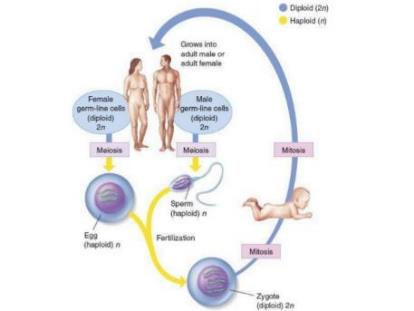 Diploid (2n)
Haploid (n)
Grows into
adult male or
adult female
Female
germ-line cells
(diploid)
2n
Male
germ-line cells
(diploid)
2n
Meiosis
Meiosis
Mitosis
Sperm
(haploid) n
Egg
(haploid) n
Fertilization
Mitosis
Zygote
(diploid) 2n